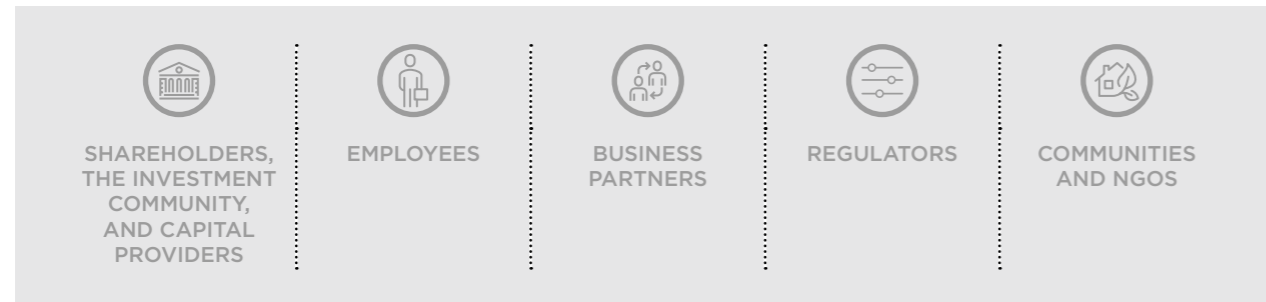 SHAREHOLDERS,
THE INVESTMENT
COMMUNITY,
AND CAPITAL
PROVIDERS
EMPLOYEES
BUSINESS
PARTNERS
REGULATORS
COMMUNITIES
AND NGOS